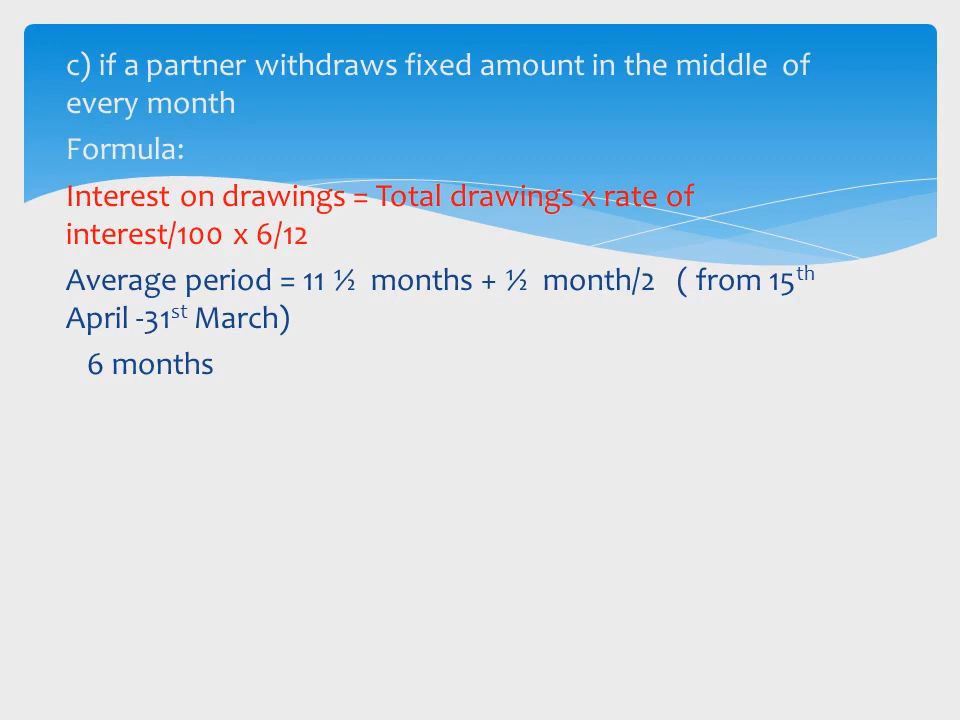 c) if a partner withdraws fixed amount in the middle  of
every month
Formula:
Interest on drawings = Total drawings x rate of
interest/100 x 6/12
Average period = 11 ½  months + ½  month/2   ( from 15th
April -31st March)
6 months